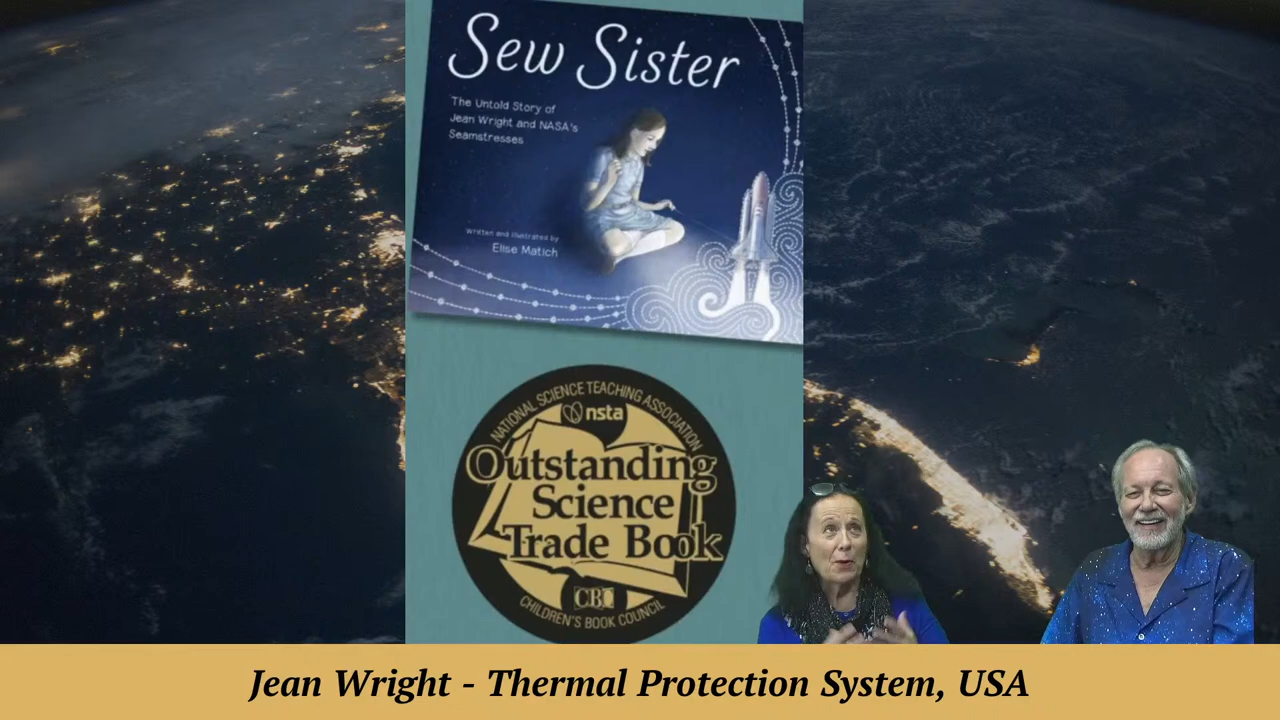 Sew Sister
The Untold Story of
Jean Wright and NASA's
Seamstresses
Written and illustrated by
Elise Matich
NATIONAL SCIENCE TEACHING ASSOCIATION
nsta
Outstanding
Science
Trade Book
CBC
CHILDREN'S BOOK COUNCIL
Jean Wright - Thermal Protection System, USA